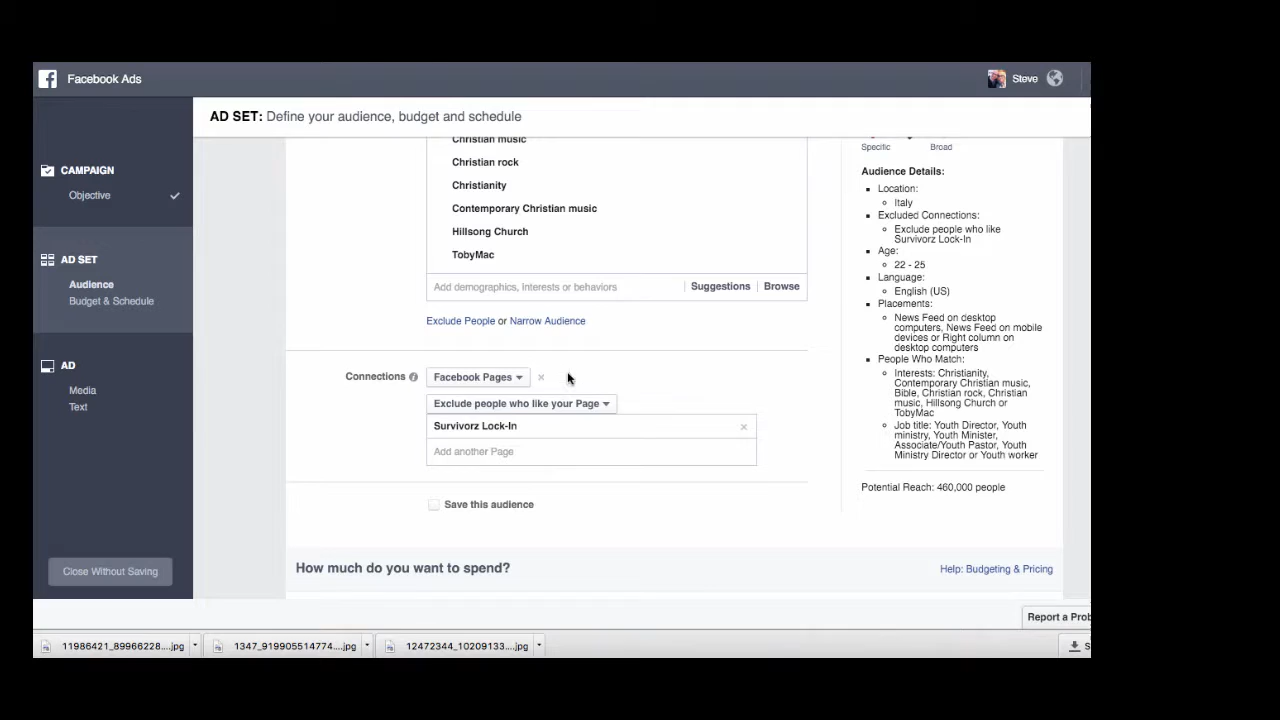 Facebook Ads
Steve
AD SET: Define your audience, budget and schedule
CAMPAIGN
Objective
AD SET
Audience
Budget & Schedule
AD
Media
Text
Close Without Saving
Christian music
Christian rock
Christianity
Contemporary Christian music
Hillsong Church
TobyMac
Add demographics, interests or behaviors
Suggestions
Browse
Exclude People or Narrow Audience
Connections
Facebook Pages
Exclude people who like your Page
Survivorz Lock-In
Add another Page
Save this audience
How much do you want to spend?
Help: Budgeting & Pricing
Specific
Broad
Audience Details:
Location:
Italy
Excluded Connections:
Exclude people who like
Survivorz Lock-In
Age:
22 - 25
Language:
English (US)
Placements:
News Feed on desktop
computers, News Feed on mobile
devices or Right column on
desktop computers
People Who Match:
Interests: Christianity,
Contemporary Christian music,
Bible, Christian rock, Christian
music, Hillsong Church or
TobyMac
Job title: Youth Director, Youth
ministry, Youth Minister,
Associate/Youth Pastor, Youth
Ministry Director or Youth worker
Potential Reach: 460,000 people
Report a Prob
11986421_89966228....jpg
1347_919905514774....jpg
12472344_10209133....jpg
S